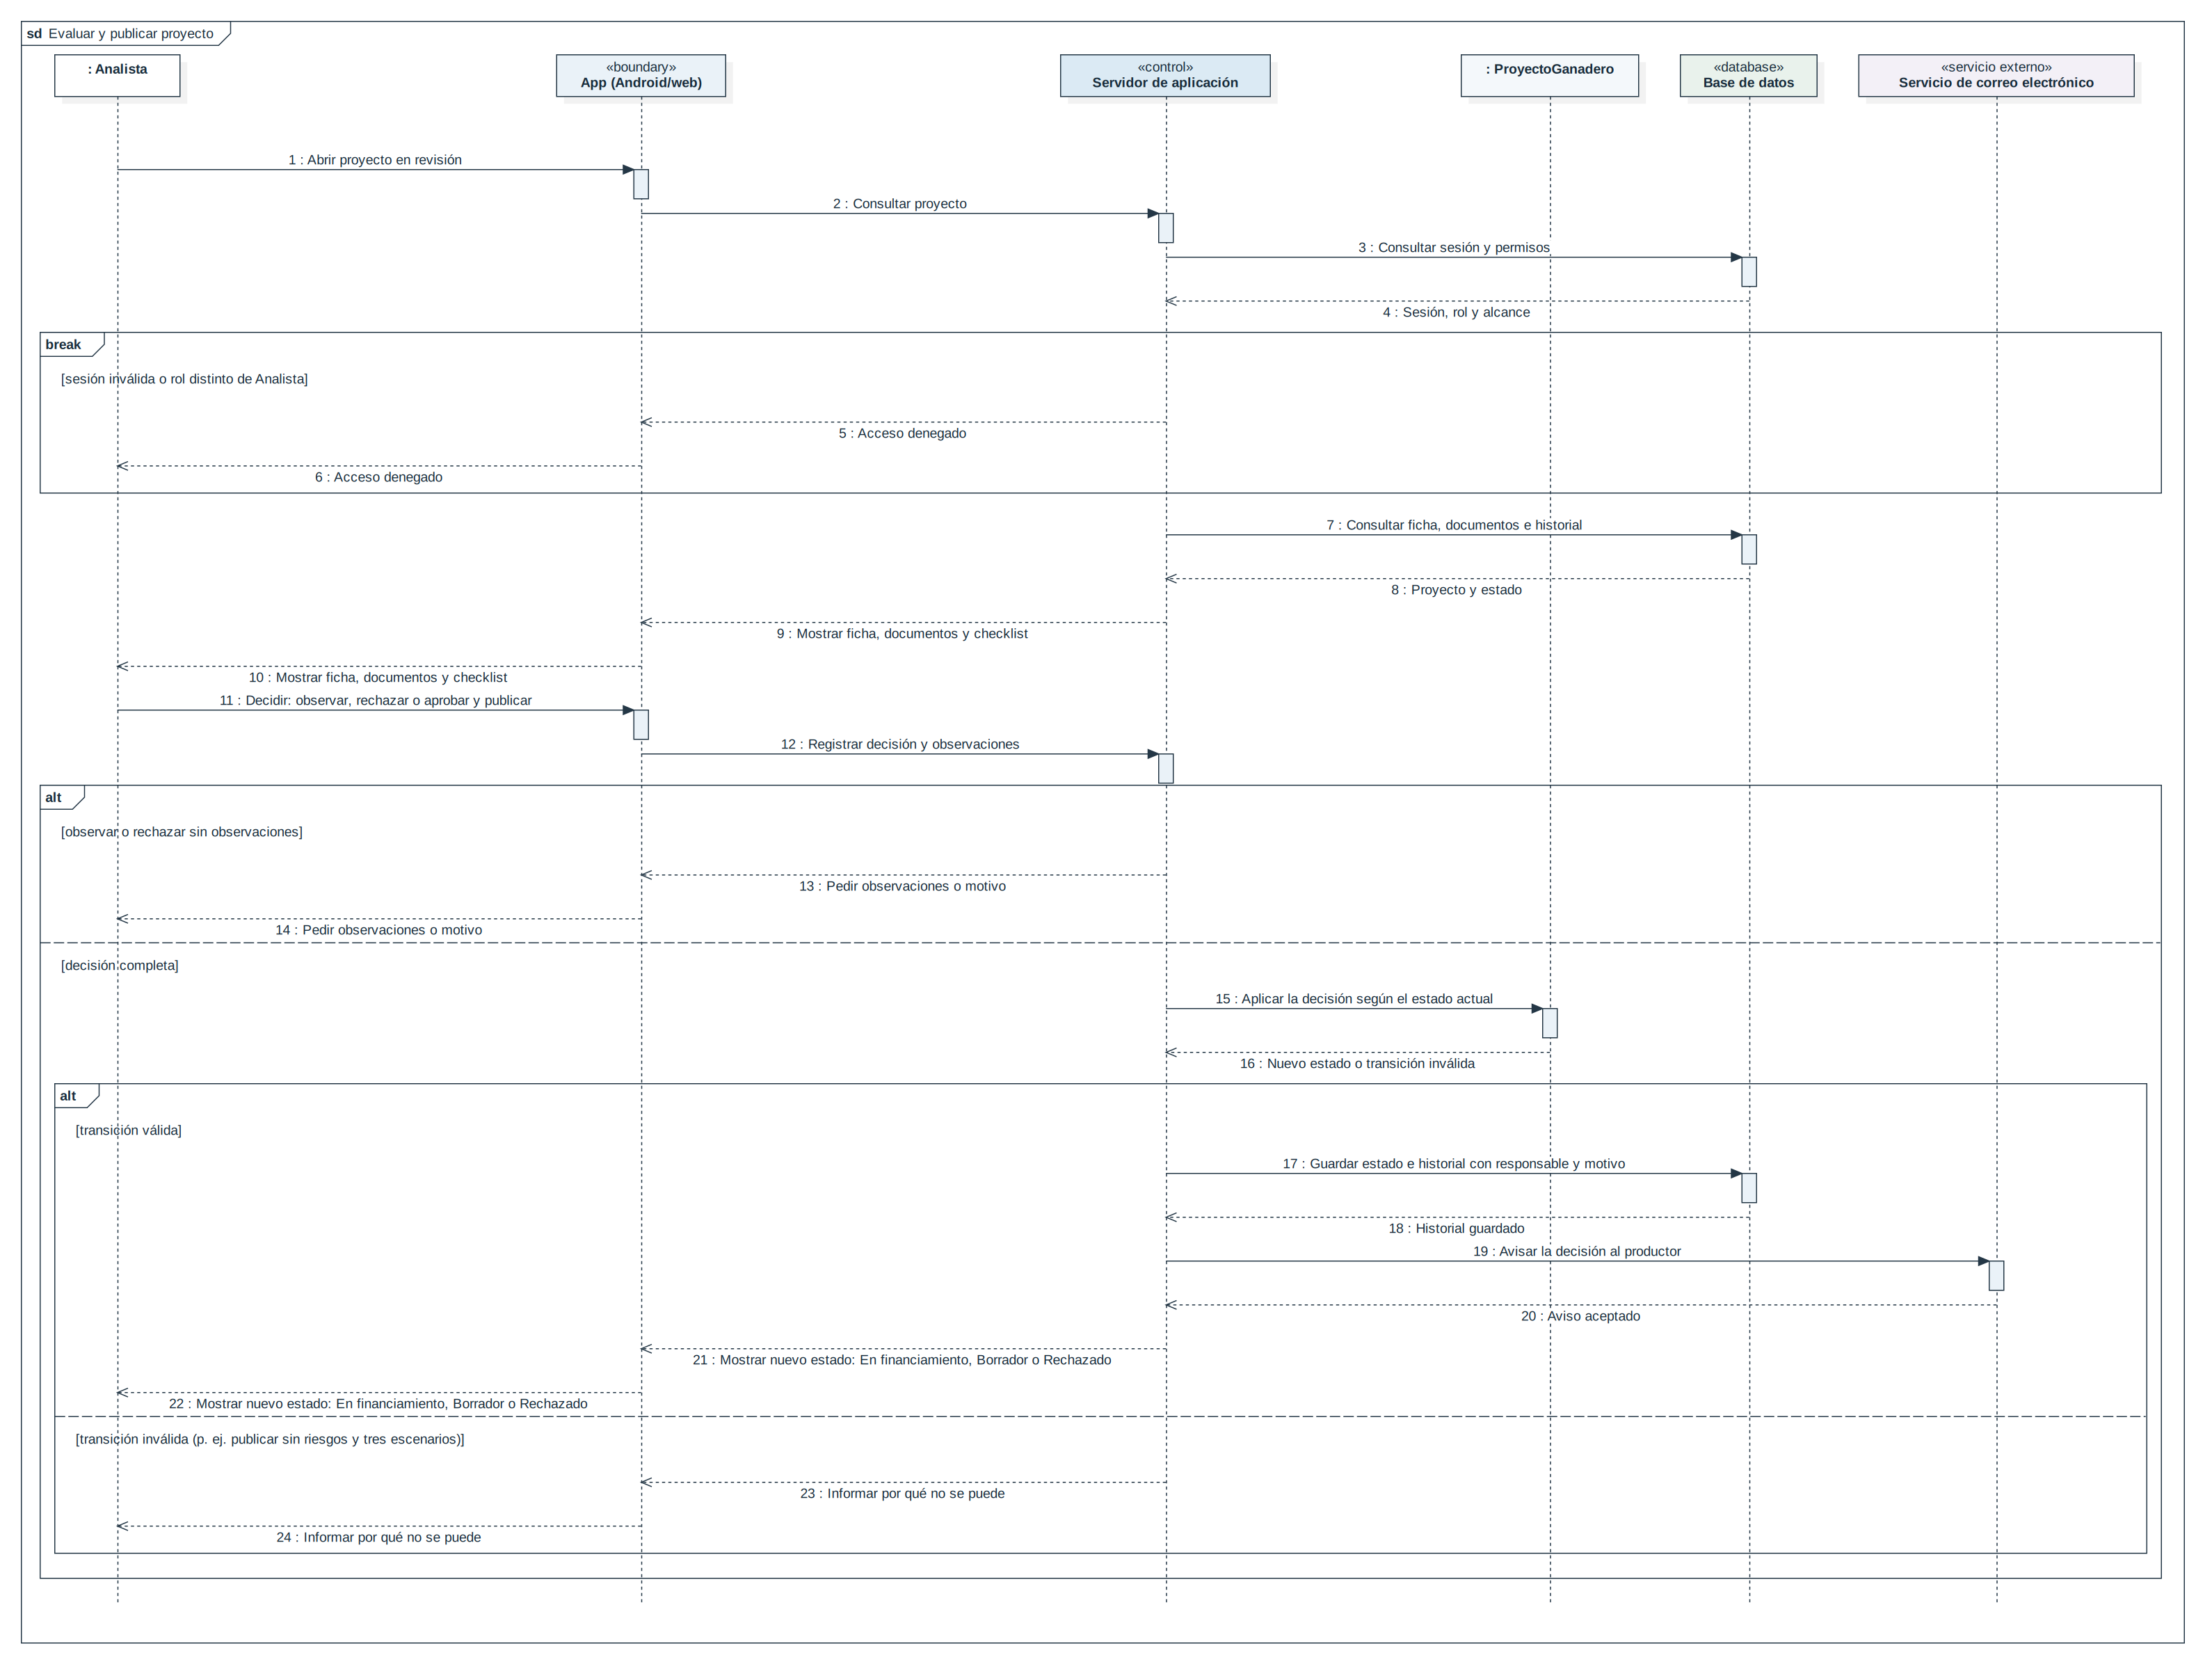 sd Evaluar y publicar proyecto
: Analista
«boundary»
App (Android/web)
«control»
Servidor de aplicación
: ProyectoGanadero
«database»
Base de datos
«servicio externo»
Servicio de correo electrónico
1 : Abrir proyecto en revisión
2 : Consultar proyecto
3 : Consultar sesión y permisos
4 : Sesión, rol y alcance
break
[sesión inválida o rol distinto de Analista]
5 : Acceso denegado
6 : Acceso denegado
7 : Consultar ficha, documentos e historial
8 : Proyecto y estado
9 : Mostrar ficha, documentos y checklist
10 : Mostrar ficha, documentos y checklist
11 : Decidir: observar, rechazar o aprobar y publicar
12 : Registrar decisión y observaciones
alt
[observar o rechazar sin observaciones]
13 : Pedir observaciones o motivo
14 : Pedir observaciones o motivo
[decisión completa]
15 : Aplicar la decisión según el estado actual
16 : Nuevo estado o transición inválida
alt
[transición válida]
17 : Guardar estado e historial con responsable y motivo
18 : Historial guardado
19 : Avisar la decisión al productor
20 : Aviso aceptado
21 : Mostrar nuevo estado: En financiamiento, Borrador o Rechazado
22 : Mostrar nuevo estado: En financiamiento, Borrador o Rechazado
[transición inválida (p. ej. publicar sin riesgos y tres escenarios)]
23 : Informar por qué no se puede
24 : Informar por qué no se puede